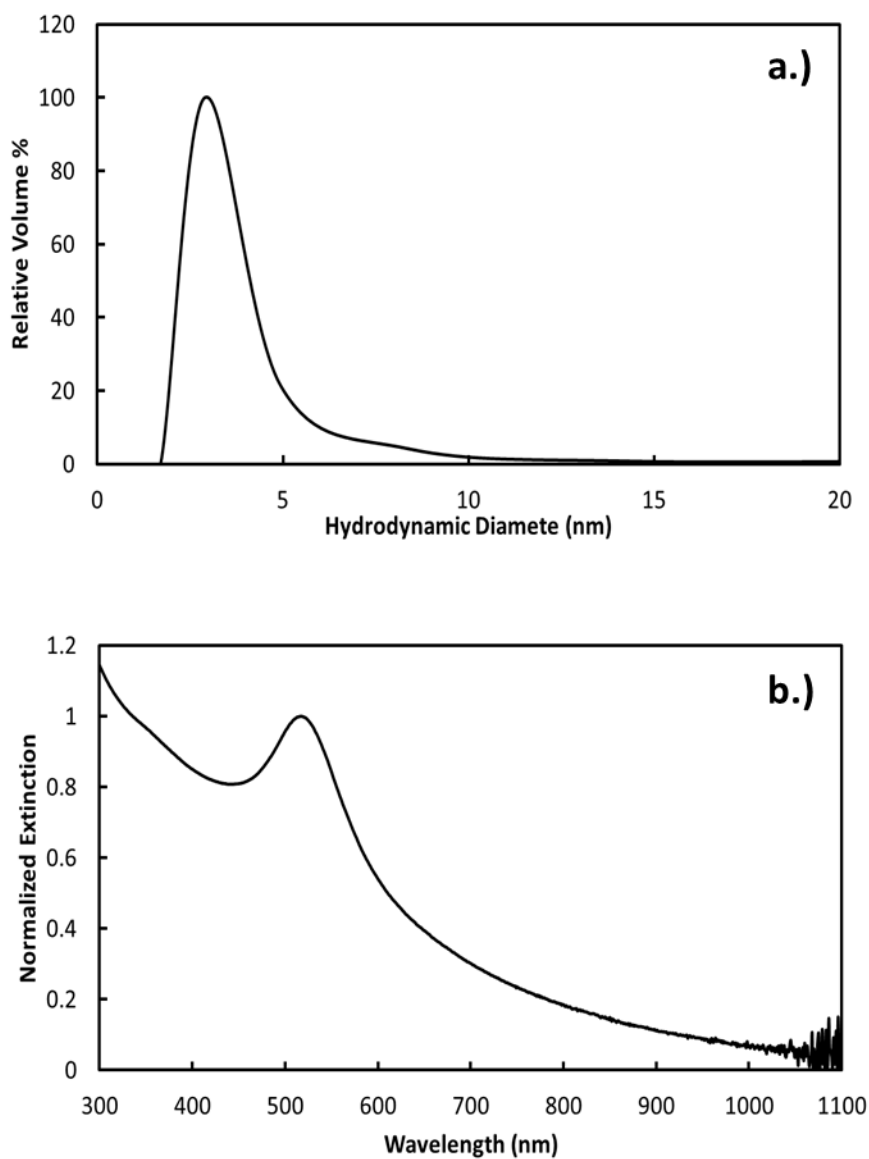 a.)
Relative Volume %
120
100
80
60
40
20
0
0 5 10 15 20
Hydrodynamic Diamete (nm)
b.)
Normalized Extinction
1.2
1
0.8
0.6
0.4
0.2
0
300 400 500 600 700 800 900 1000 1100
Wavelength (nm)